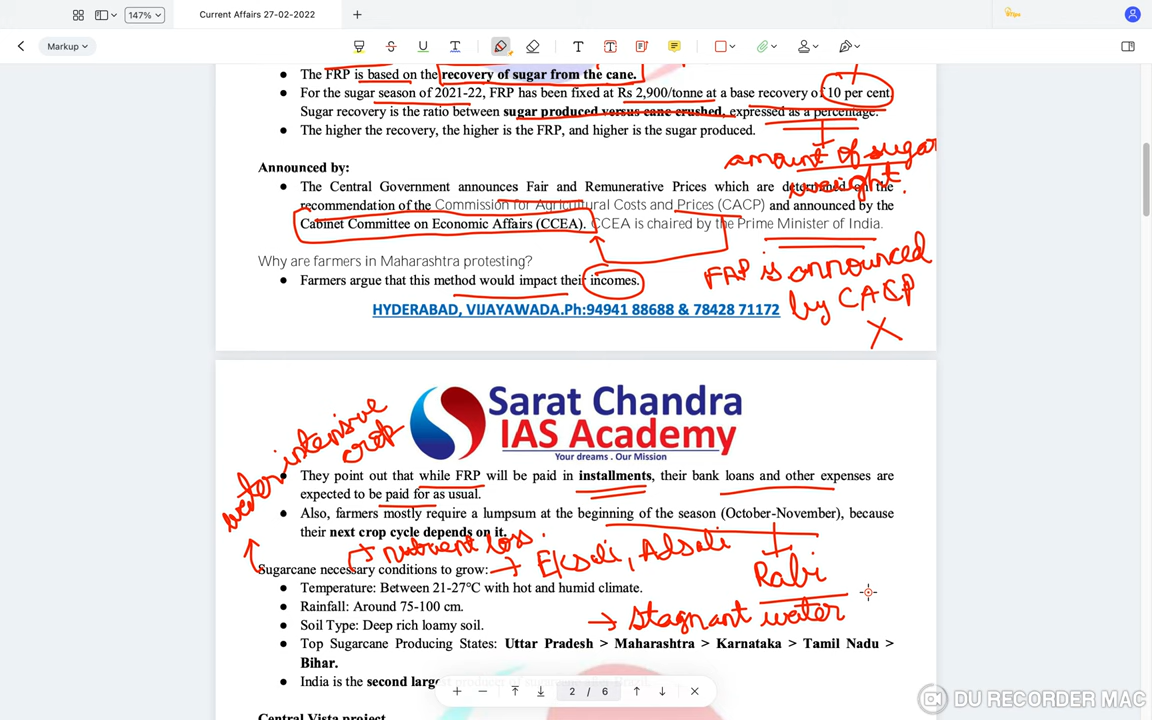 147%
Current Affairs 27-02-2022
Markup
The FRP is based on the recovery of sugar from the cane.
For the sugar season of 2021-22, FRP has been fixed at Rs 2,900/tonne at a base recovery of 10 per cent.
Sugar recovery is the ratio between sugar produced versus cane crushed, expressed as a percentage.
The higher the recovery, the higher is the FRP, and higher is the sugar produced.
amount of sugar
weight.
Announced by:
The Central Government announces Fair and Remunerative Prices which are determined on the
recommendation of the Commission for Agricultural Costs and Prices (CACP) and announced by the
Cabinet Committee on Economic Affairs (CCEA). CCEA is chaired by the Prime Minister of India.
FRP is announced
by CACP
X
Why are farmers in Maharashtra protesting?
Farmers argue that this method would impact their incomes.
HYDERABAD, VIJAYAWADA.Ph:94941 88688 & 78428 71172
Sarat Chandra
IAS Academy
Your dreams . Our Mission
water intensive
crop
They point out that while FRP will be paid in installments, their bank loans and other expenses are
expected to be paid for as usual.
Also, farmers mostly require a lumpsum at the beginning of the season (October-November), because
their next crop cycle depends on it.
nutrient loss
Eksali, Adsali
Rabi
Sugarcane necessary conditions to grow:
Temperature: Between 21-27°C with hot and humid climate.
Rainfall: Around 75-100 cm.
stagnant water
Soil Type: Deep rich loamy soil.
Top Sugarcane Producing States: Uttar Pradesh > Maharashtra > Karnataka > Tamil Nadu >
Bihar.
India is the second larg
2 / 6
DU RECORDER MAC
Central Vista project